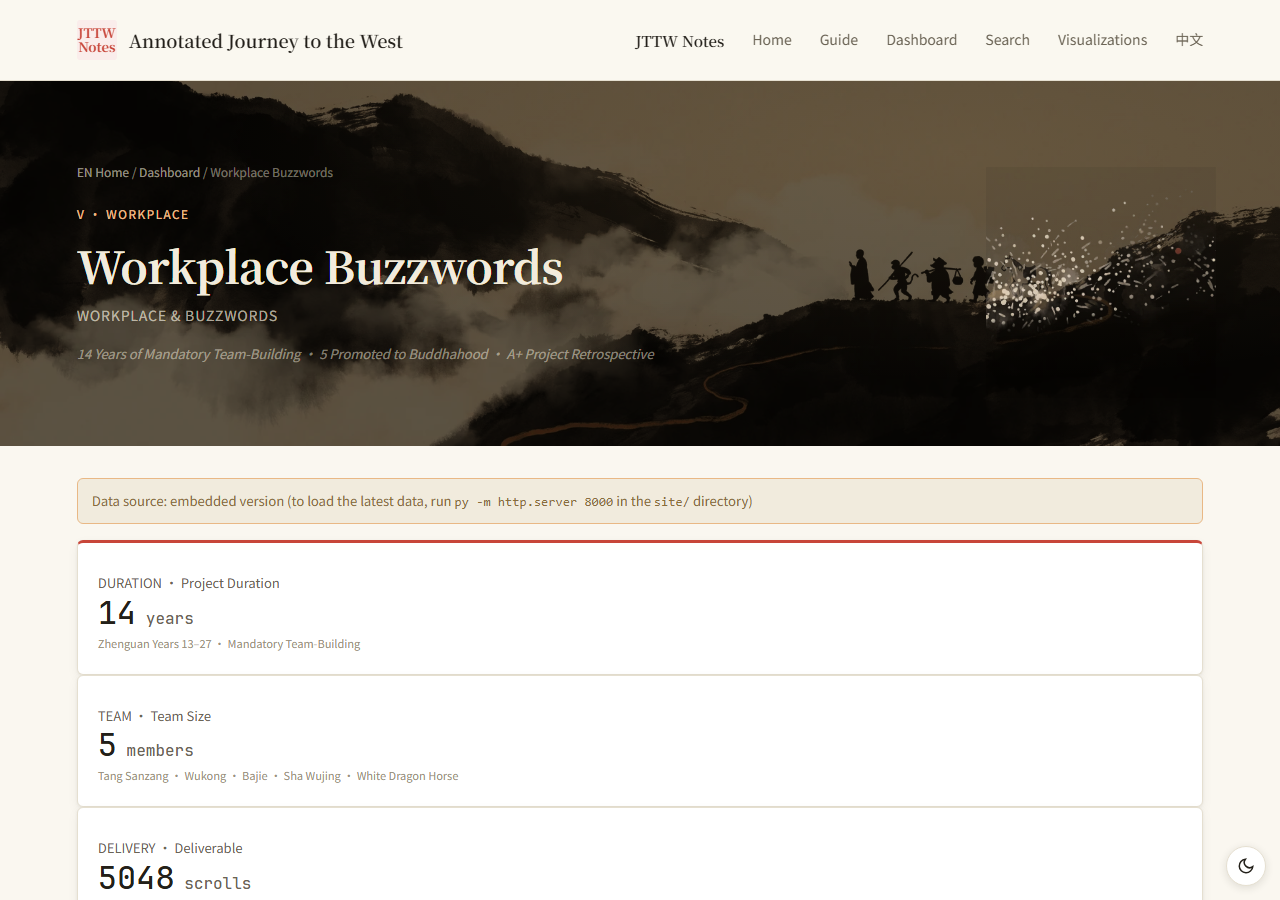 JTTW
Notes
Annotated Journey to the West
JTTW Notes Home Guide Dashboard Search Visualizations 中文
EN Home / Dashboard / Workplace Buzzwords
V · WORKPLACE
Workplace Buzzwords
WORKPLACE & BUZZWORDS
14 Years of Mandatory Team-Building · 5 Promoted to Buddhahood · A+ Project Retrospective
Data source: embedded version (to load the latest data, run py -m http.server 8000 in the site/ directory)
DURATION · Project Duration
14 years
Zhenguan Years 13–27 · Mandatory Team-Building
TEAM · Team Size
5 members
Tang Sanzang · Wukong · Bajie · Sha Wujing · White Dragon Horse
DELIVERY · Deliverable
5048 scrolls